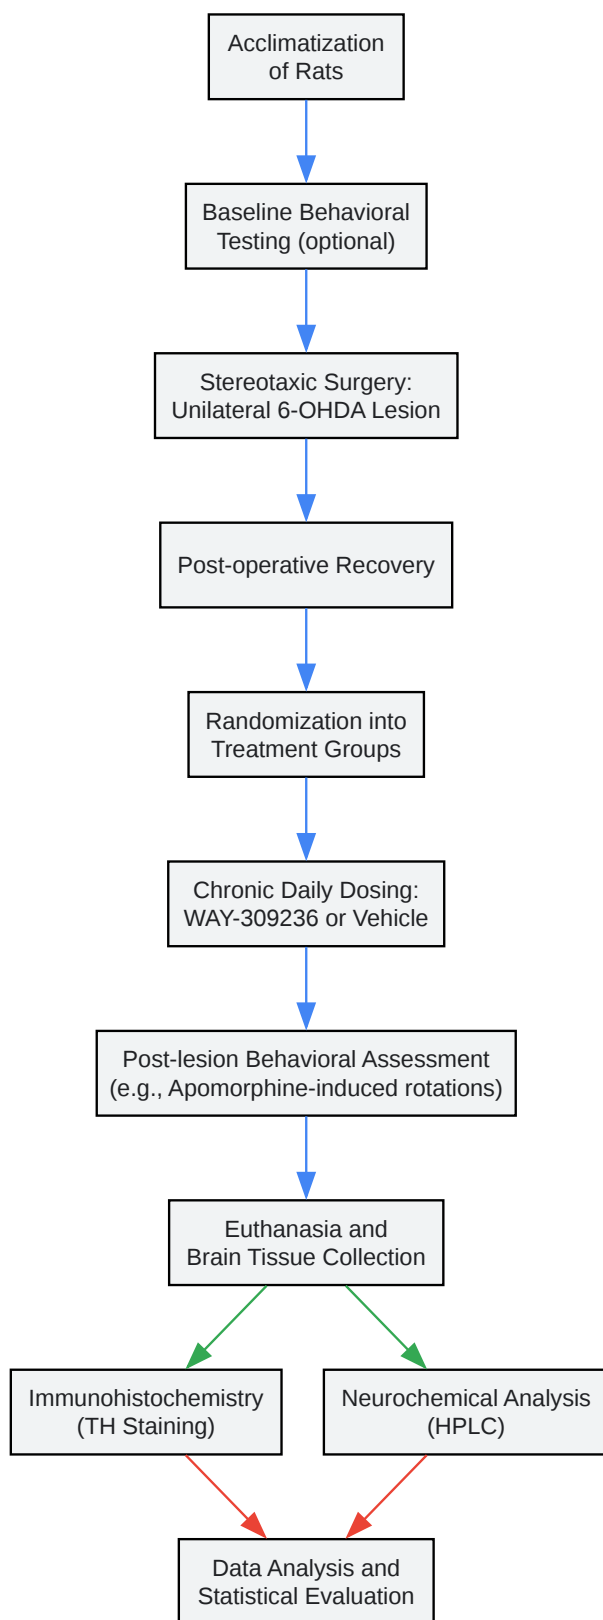 Acclimatization
of Rats
Baseline Behavioral
Testing (optional)
Stereotaxic Surgery:
Unilateral 6-OHDA Lesion
Post-operative Recovery
Randomization into
Treatment Groups
Chronic Daily Dosing:
WAY-309236 or Vehicle
Post-lesion Behavioral Assessment
(e.g., Apomorphine-induced rotations)
Euthanasia and
Brain Tissue Collection
Immunohistochemistry
(TH Staining)
Neurochemical Analysis
(HPLC)
Data Analysis and
Statistical Evaluation